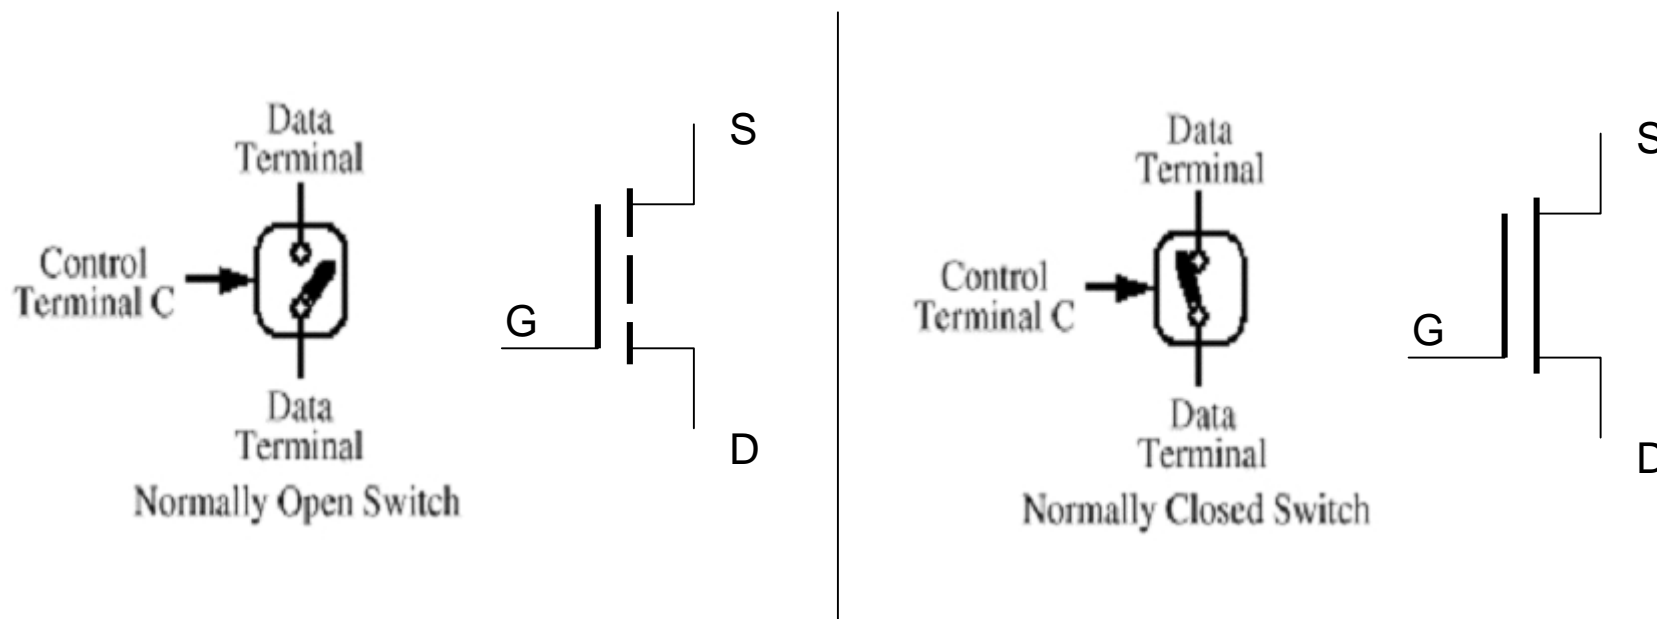 Data
Terminal
S
Control
Terminal C
G
Data
Terminal
D
Normally Open Switch
Data
Terminal
S
Control
Terminal C
G
Data
Terminal
D
Normally Closed Switch